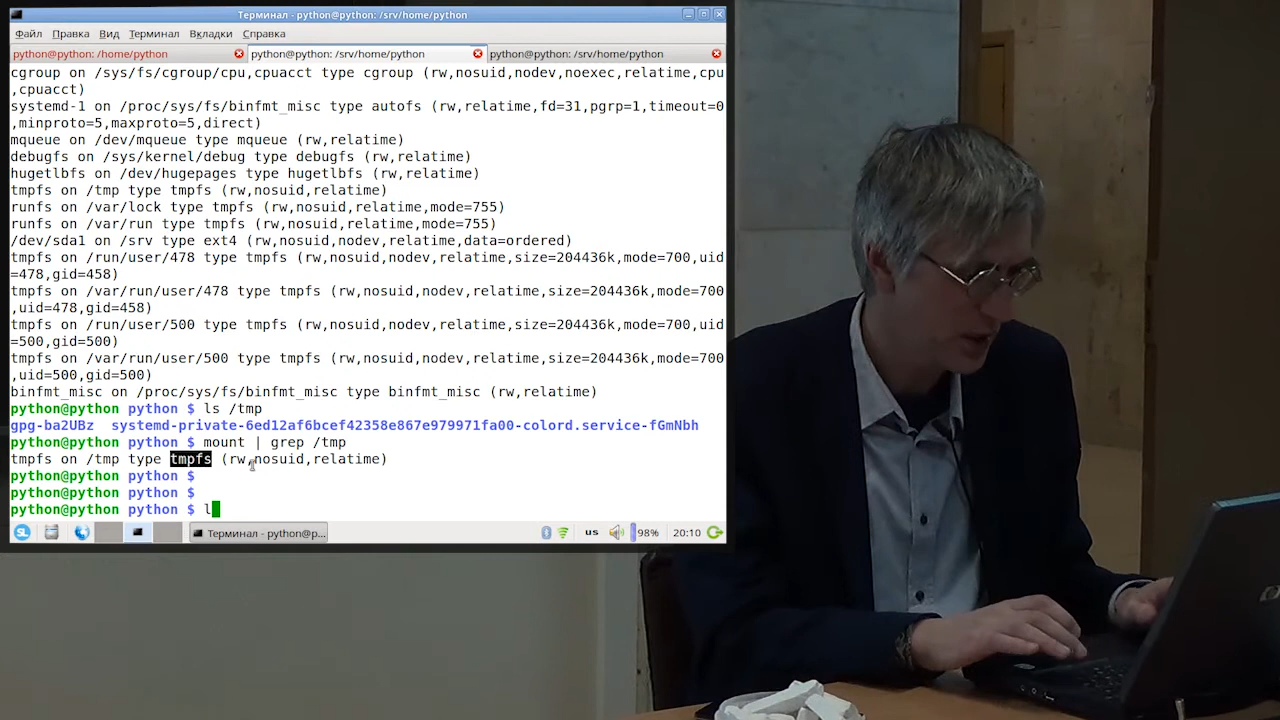 Терминал - python@python: /srv/home/python
Файл Правка Вид Терминал Вкладки Справка
python@python: /home/python python@python: /srv/home/python python@python: /srv/home/python
cgroup on /sys/fs/cgroup/cpu,cpuacct type cgroup (rw,nosuid,nodev,noexec,relatime,cpu
,cpuacct)
systemd-1 on /proc/sys/fs/binfmt_misc type autofs (rw,relatime,fd=31,pgrp=1,timeout=0
,minproto=5,maxproto=5,direct)
mqueue on /dev/mqueue type mqueue (rw,relatime)
debugfs on /sys/kernel/debug type debugfs (rw,relatime)
hugetlbfs on /dev/hugepages type hugetlbfs (rw,relatime)
tmpfs on /tmp type tmpfs (rw,nosuid,relatime)
runfs on /var/lock type tmpfs (rw,nosuid,relatime,mode=755)
runfs on /var/run type tmpfs (rw,nosuid,relatime,mode=755)
/dev/sda1 on /srv type ext4 (rw,nosuid,nodev,relatime,data=ordered)
tmpfs on /run/user/478 type tmpfs (rw,nosuid,nodev,relatime,size=204436k,mode=700,uid
=478,gid=458)
tmpfs on /var/run/user/478 type tmpfs (rw,nosuid,nodev,relatime,size=204436k,mode=700
,uid=478,gid=458)
tmpfs on /run/user/500 type tmpfs (rw,nosuid,nodev,relatime,size=204436k,mode=700,uid
=500,gid=500)
tmpfs on /var/run/user/500 type tmpfs (rw,nosuid,nodev,relatime,size=204436k,mode=700
,uid=500,gid=500)
binfmt_misc on /proc/sys/fs/binfmt_misc type binfmt_misc (rw,relatime)
python@python python $ ls /tmp
gpg-ba2UBz systemd-private-6ed12af6bcef42358e867e979971fa00-colord.service-fGmNbh
python@python python $ mount | grep /tmp
tmpfs on /tmp type tmpfs (rw,nosuid,relatime)
python@python python $
python@python python $
python@python python $ l
Терминал - python@p... us 98% 20:10